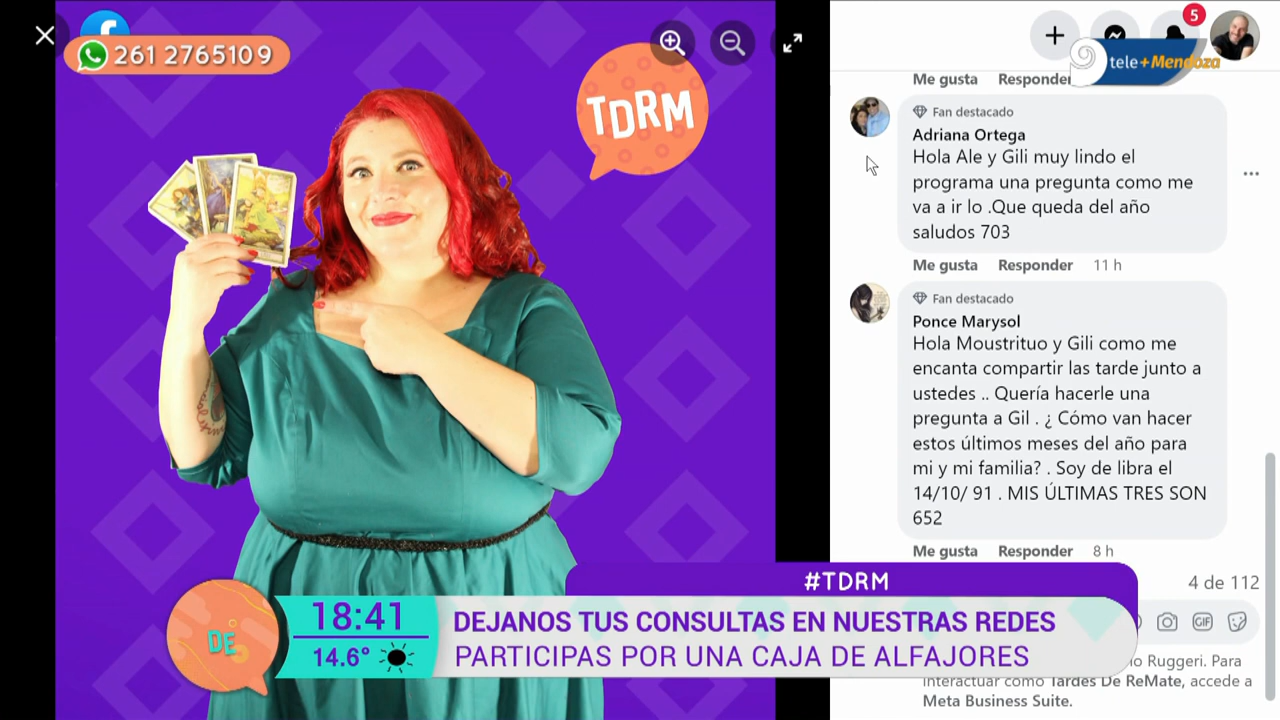 261 2765109
TDRM
5
tele+Mendoza
Me gusta Responder
Fan destacado
Adriana Ortega
Hola Ale y Gili muy lindo el
programa una pregunta como me
va a ir lo .Que queda del año
saludos 703
Me gusta Responder 11 h
Fan destacado
Ponce Marysol
Hola Moustrituo y Gili como me
encanta compartir las tarde junto a
ustedes .. Quería hacerle una
pregunta a Gil . ¿ Cómo van hacer
estos últimos meses del año para
mi y mi familia? . Soy de libra el
14/10/ 91 . MIS ÚLTIMAS TRES SON
652
Me gusta Responder 8 h
4 de 112
GIF
Ruggeri. Para
interactuar como Tardes De ReMate, accede a
Meta Business Suite.
#TDRM
DE
18:41
14.6°
DEJANOS TUS CONSULTAS EN NUESTRAS REDES
PARTICIPAS POR UNA CAJA DE ALFAJORES